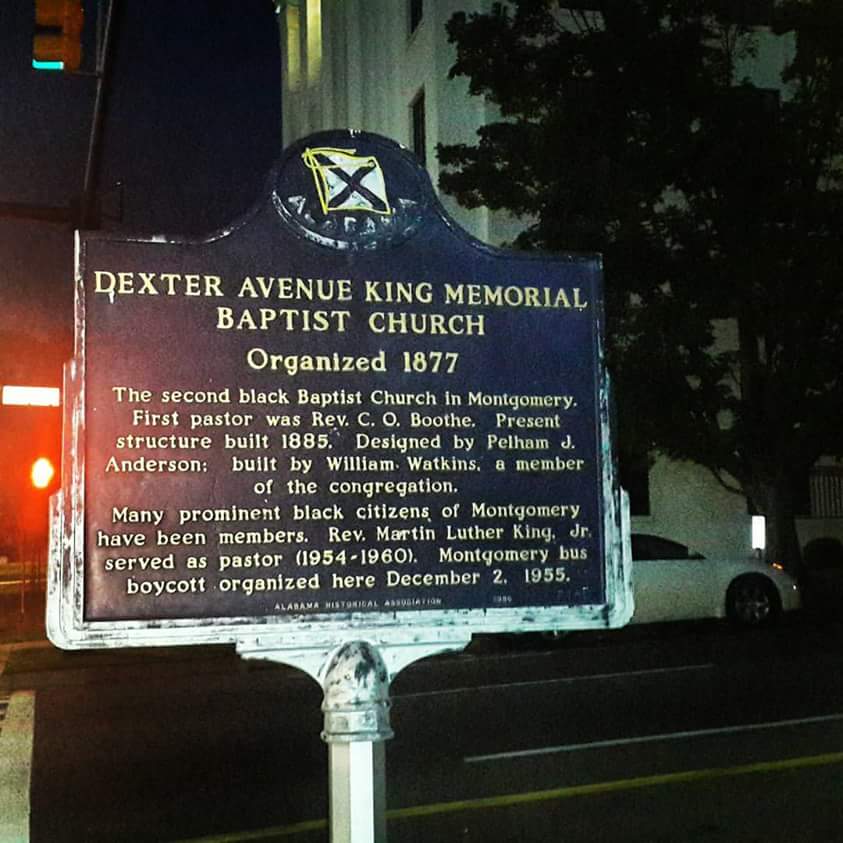 ALABAMA
DEXTER AVENUE KING MEMORIAL
BAPTIST CHURCH
Organized 1877
The second black Baptist Church in Montgomery.
First pastor was Rev. C. O. Boothe. Present
structure built 1885. Designed by Pelham J.
Anderson; built by William Watkins, a member
of the congregation.
Many prominent black citizens of Montgomery
have been members. Rev. Martin Luther King, Jr.
served as pastor (1954-1960). Montgomery bus
boycott organized here December 2, 1955.
ALABAMA HISTORICAL ASSOCIATION